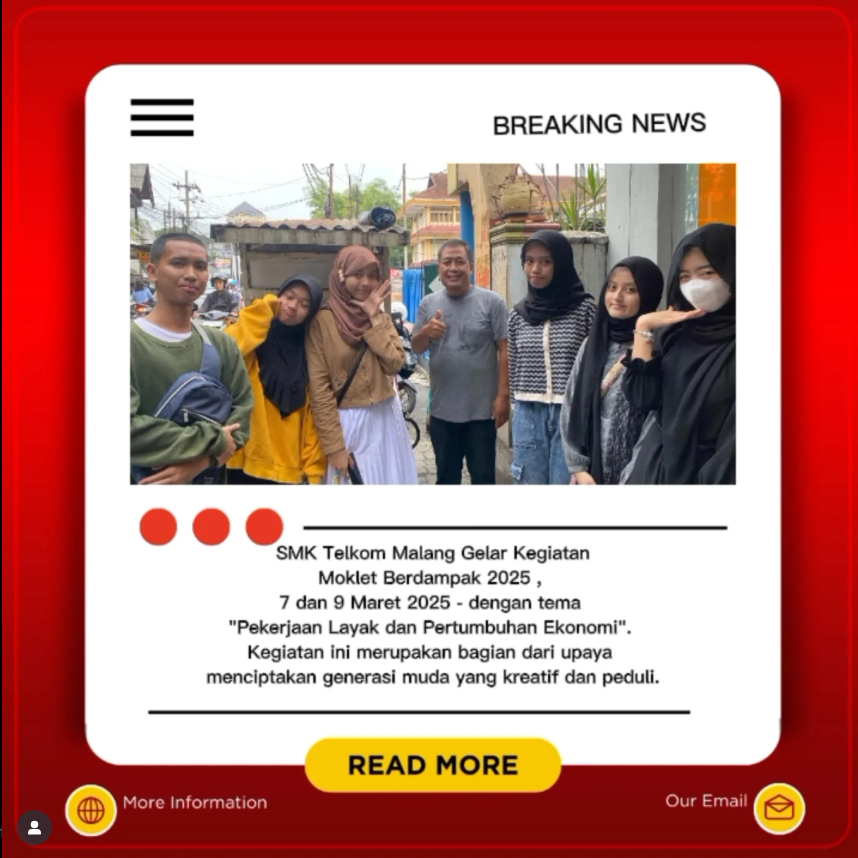 BREAKING NEWS
SMK Telkom Malang Gelar Kegiatan
Moklet Berdampak 2025 ,
7 dan 9 Maret 2025 - dengan tema
"Pekerjaan Layak dan Pertumbuhan Ekonomi".
Kegiatan ini merupakan bagian dari upaya
menciptakan generasi muda yang kreatif dan peduli.
READ MORE
More Information
Our Email